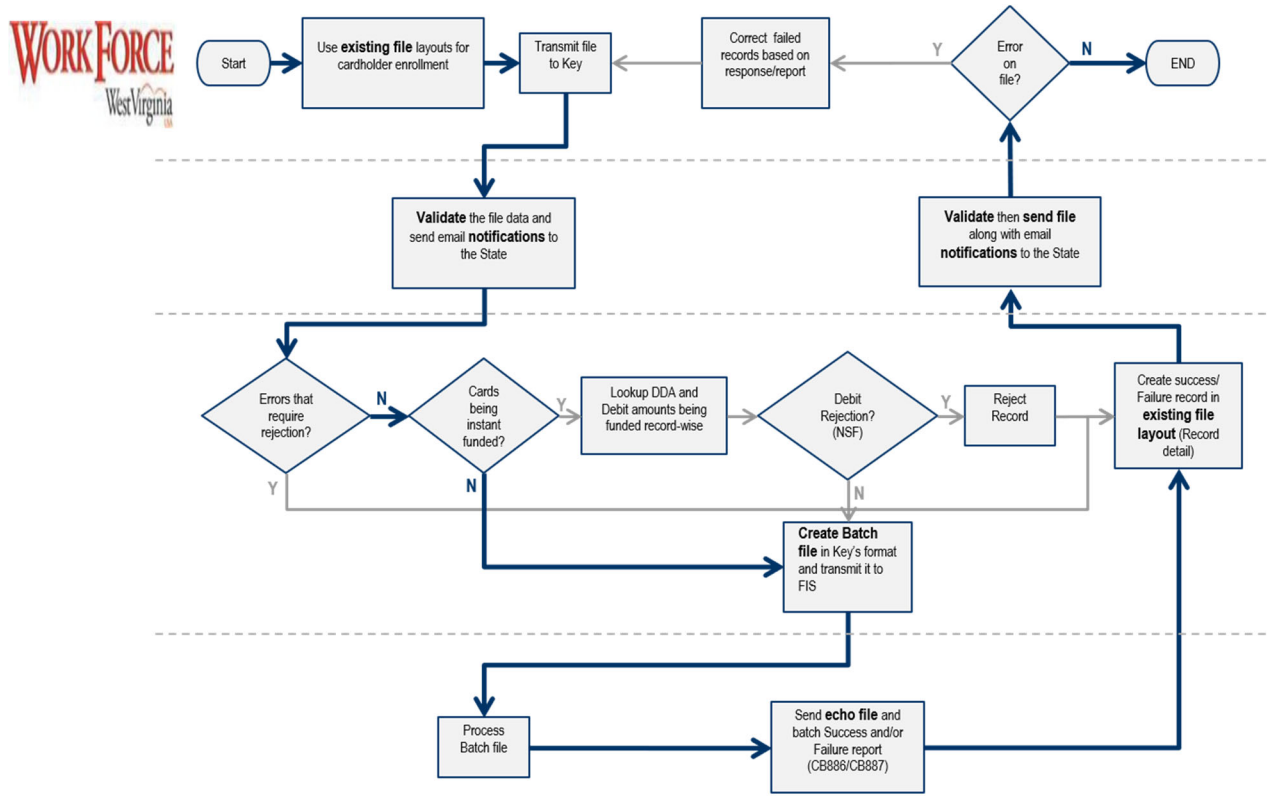 WORKFORCE
WestVirginia
USA
Start
Use existing file layouts for
cardholder enrollment
Transmit file
to Key
Correct failed
records based on
response/report
Y
Error
on
file?
N
END
Validate the file data and
send email notifications to
the State
Validate then send file
along with email
notifications to the State
Errors that
require
rejection?
N
Y
Cards
being
instant
funded?
Y
N
Lookup DDA and
Debit amounts being
funded record-wise
Debit
Rejection?
(NSF)
Y
N
Reject
Record
Create success/
Failure record in
existing file
layout (Record
detail)
Create Batch
file in Key's format
and transmit it to
FIS
Process
Batch file
Send echo file and
batch Success and/or
Failure report
(CB886/CB887)